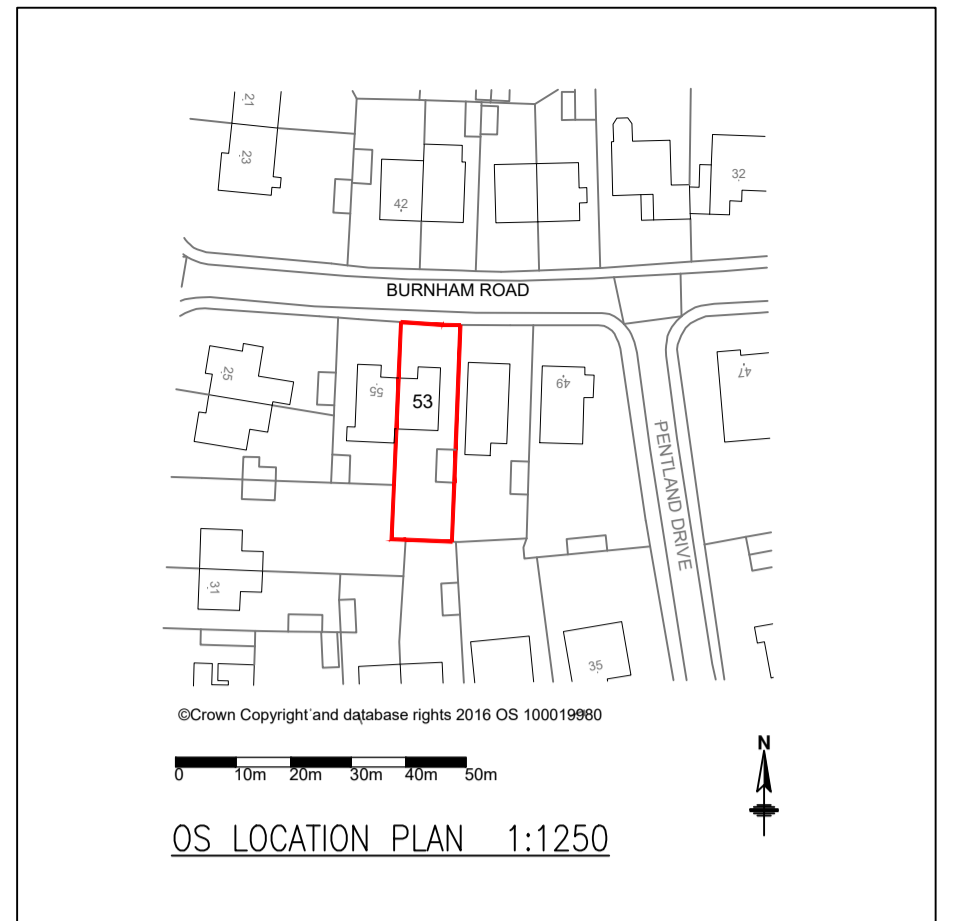 21
23
42
32
BURNHAM ROAD
25
55
53
49
47
PENTLAND DRIVE
31
35
©Crown Copyright and database rights 2016 OS 100019980
0 10m 20m 30m 40m 50m
N
OS LOCATION PLAN 1:1250